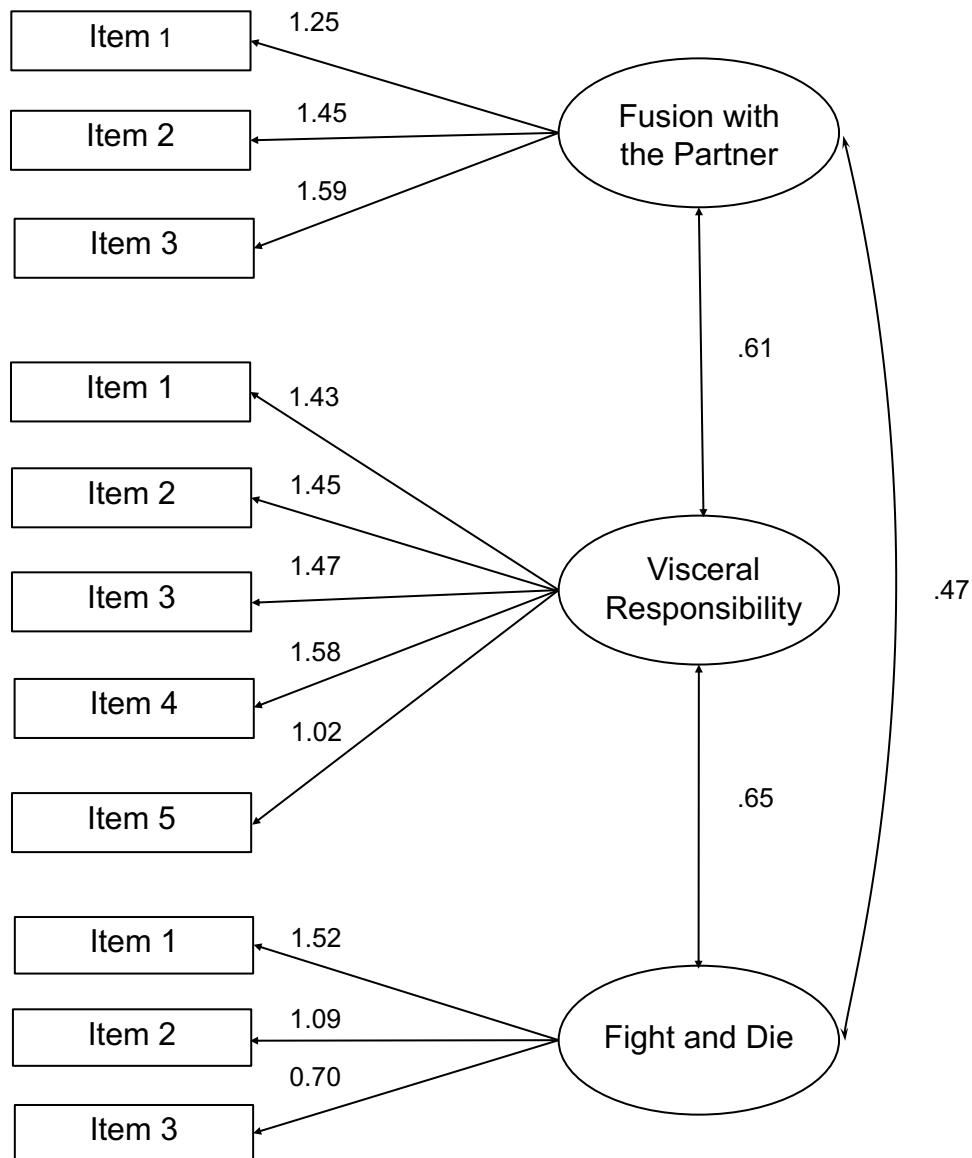 Item 1
1.25
Item 2
1.45
Fusion with
the Partner
Item 3
1.59
.61
Item 1
1.43
Item 2
1.45
Item 3
1.47
Visceral
Responsibility
.47
Item 4
1.58
Item 5
1.02
.65
Item 1
1.52
Item 2
1.09
Fight and Die
Item 3
0.70